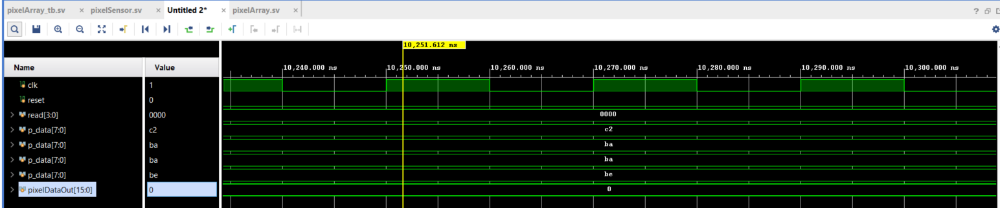 pixelArray_tb.sv × pixelSensor.sv × Untitled 2* × pixelArray.sv ×
10,251.612 ns
Name Value
10,240.000 ns 10,250.000 ns 10,260.000 ns 10,270.000 ns 10,280.000 ns 10,290.000 ns 10,300.000 ns
clk 1
reset 0
read[3:0] 0000 0000
p_data[7:0] c2 c2
p_data[7:0] ba ba
p_data[7:0] ba ba
p_data[7:0] be be
pixelDataOut[15:0] 0 0